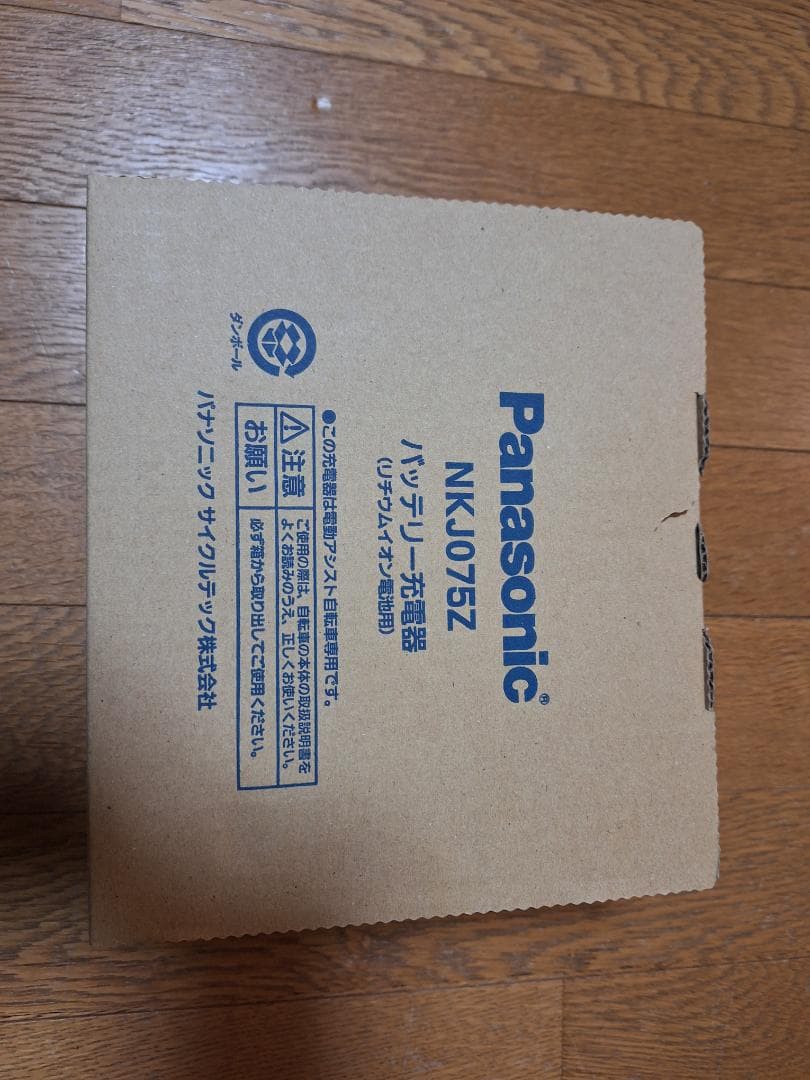 Panasonic®
NKJ075Z
バッテリー充電器
(リチウムイオン電池用)
●この充電器は電動アシスト自転車専用です。
注意
ご使用の際は、自転車の本体の取扱説明書を
よくお読みのうえ、正しくお使いください。
お願い
必ず箱から取り出してご使用ください。
ダンボール
パナソニック サイクルテック株式会社